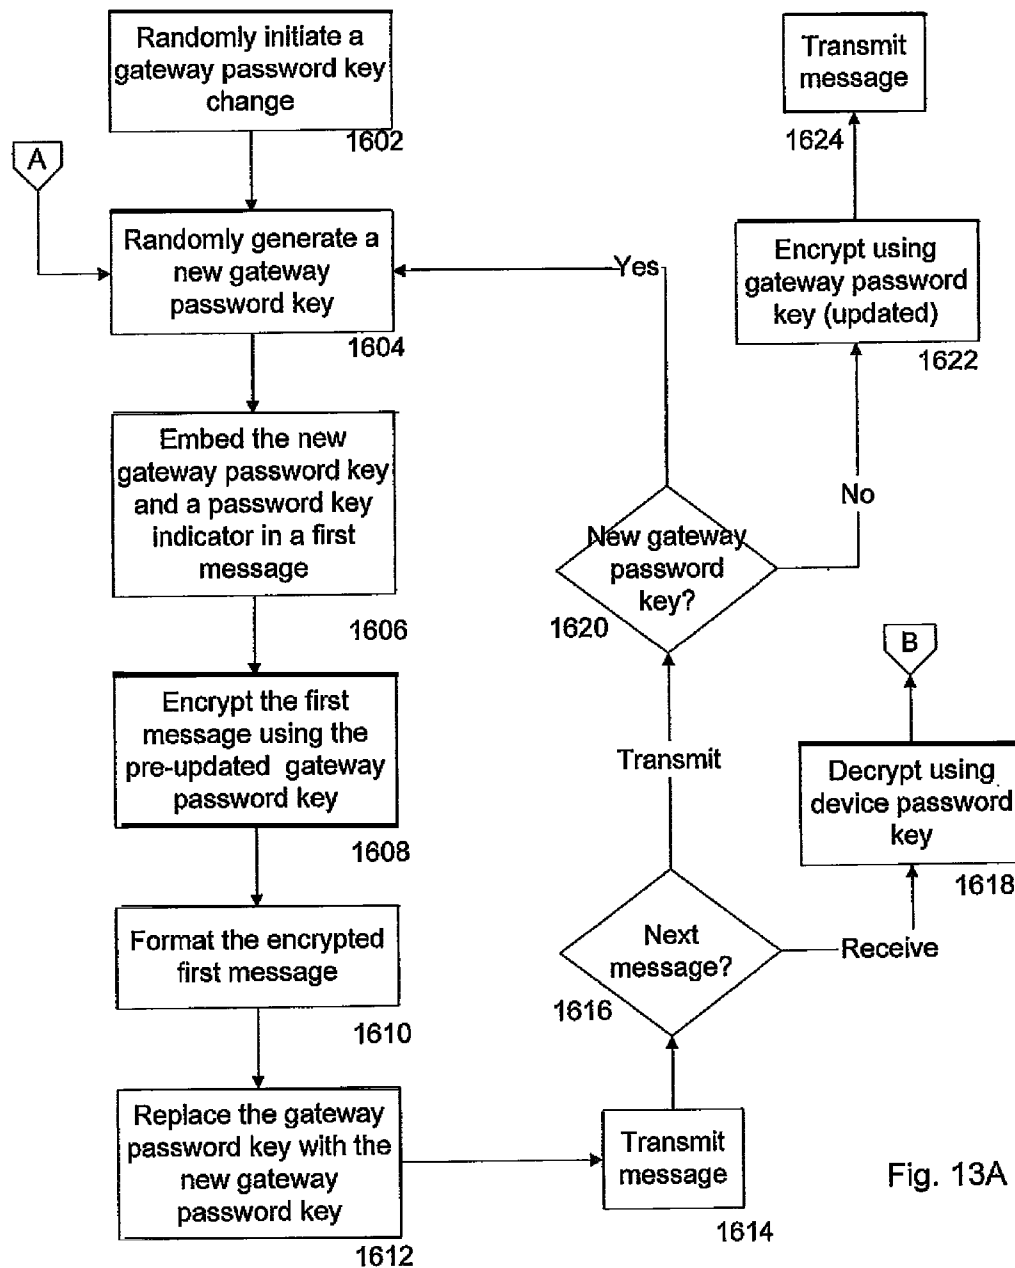 Randomly initiate a
gateway password key
change
1602
A
Randomly generate a
new gateway
password key
1604
Embed the new
gateway password key
and a password key
indicator in a first
message
1606
Encrypt the first
message using the
pre-updated gateway
password key
1608
Format the encrypted
first message
1610
Replace the gateway
password key with the
new gateway
password key
1612
Transmit
message
1614
Next
message?
1616
Receive
Decrypt using
device password
key
1618
B
Transmit
New gateway
password
key?
1620
Yes
No
Encrypt using
gateway password
key (updated)
1622
Transmit
message
1624
Fig. 13A